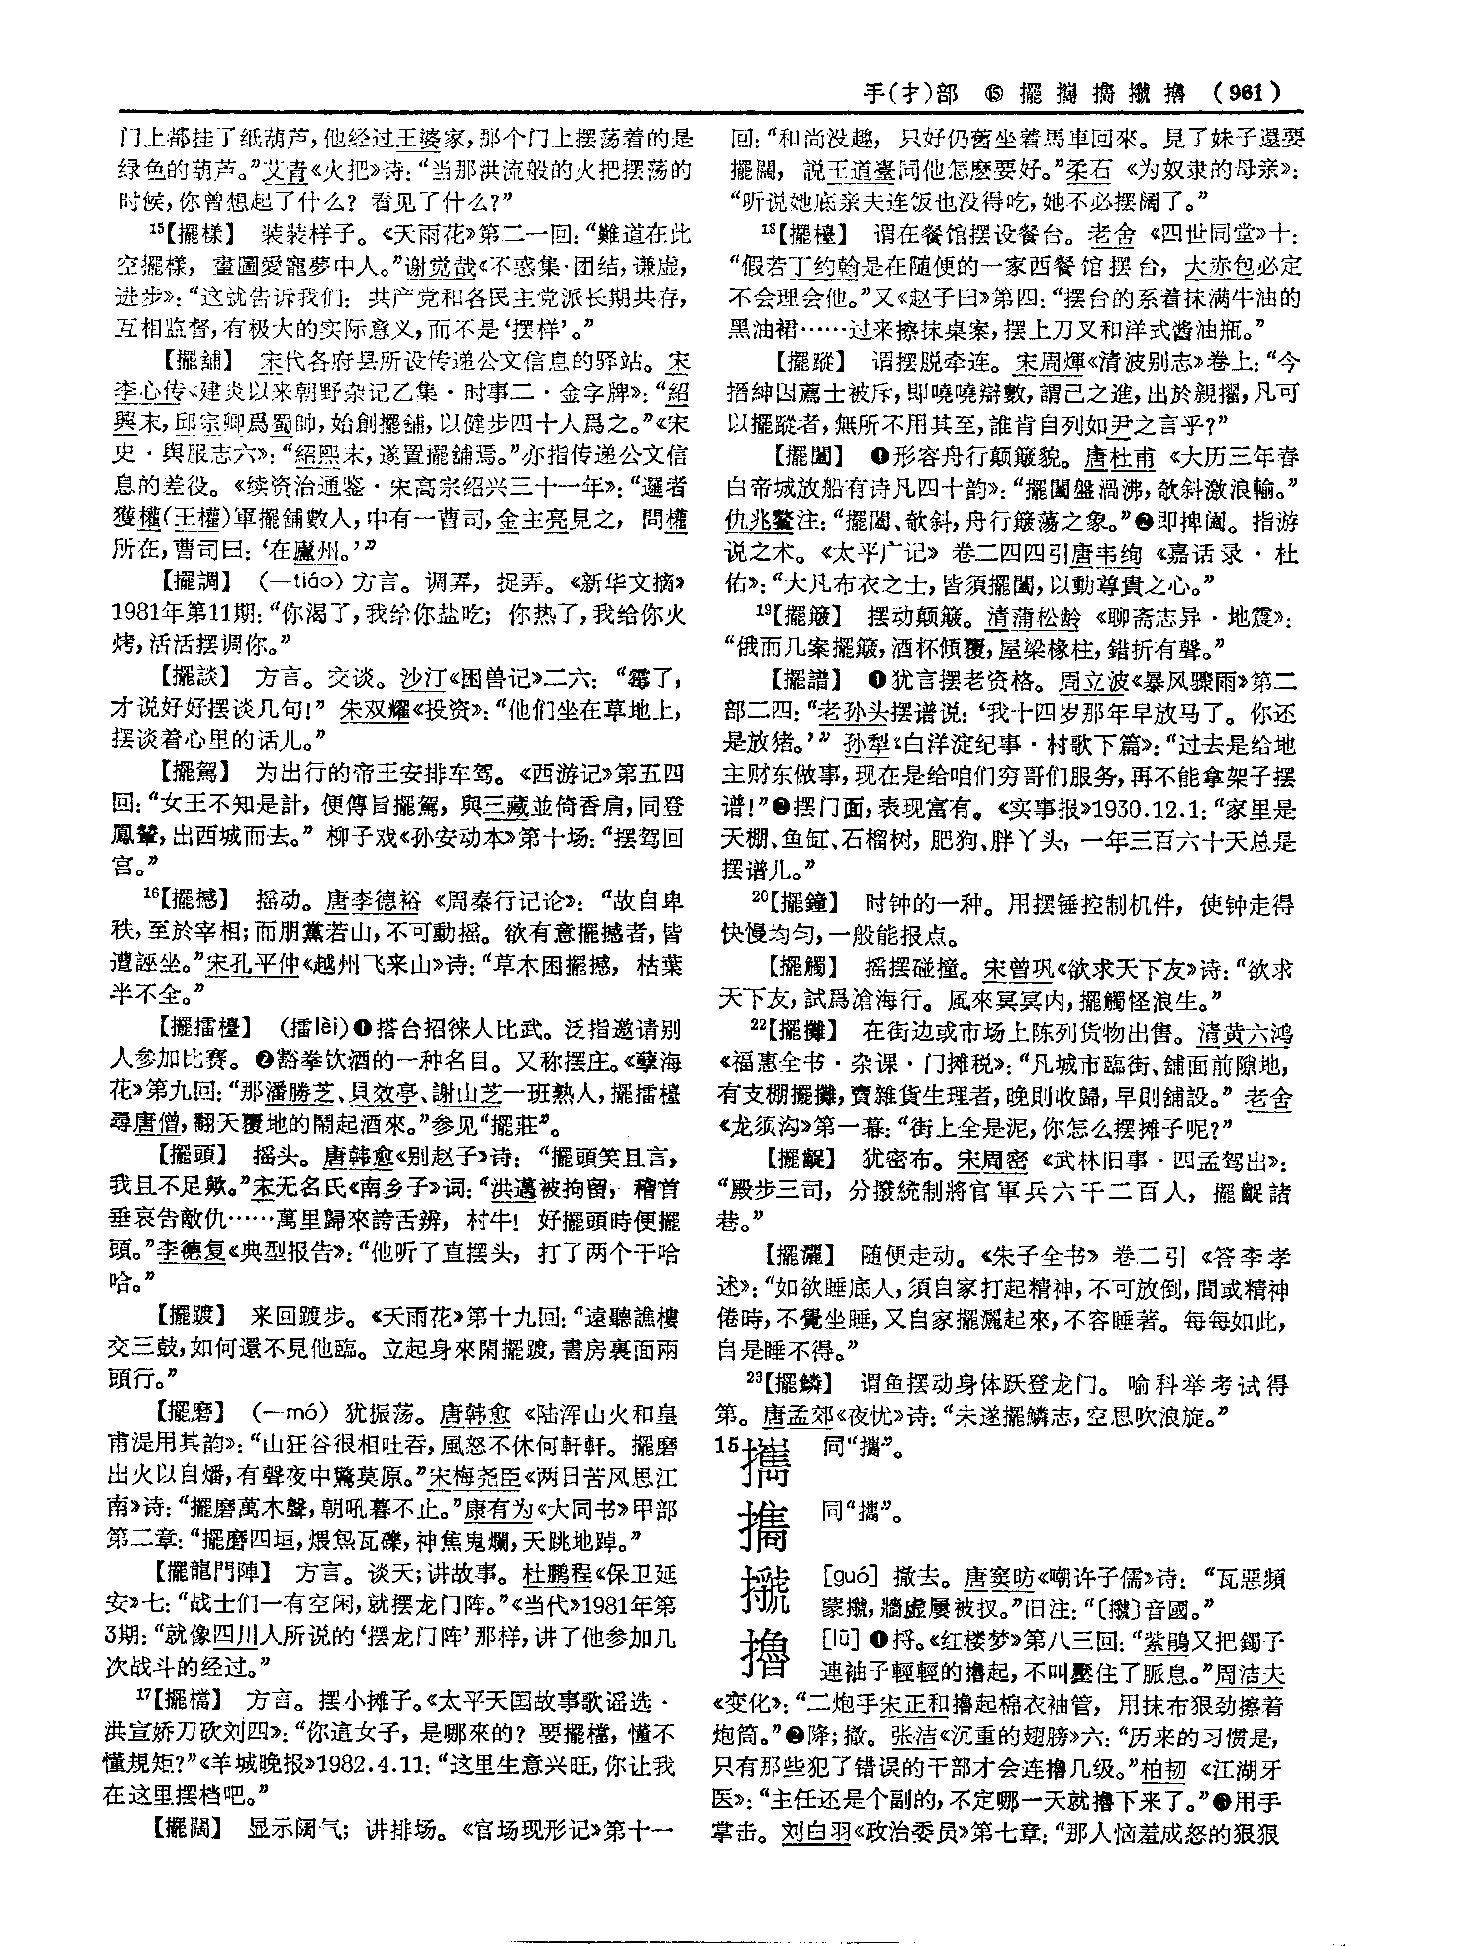 手(扌)部 ⑮ 擺 攜 攜 㩇 擼 (961)
门上都挂了纸葫芦,他经过王婆家,那个门上摆荡着的是
绿色的葫芦。”艾青《火把》诗:“当那洪流般的火把摆荡的
时候,你曾想起了什么?看见了什么?”
15【擺樣】 装装样子。《天雨花》第二一回:“難道在此
空擺樣,畫圖愛寵夢中人。”谢觉哉《不惑集·团结,谦虚,
进步》:“这就告诉我们:共产党和各民主党派长期共存,
互相监督,有极大的实际意义,而不是‘摆样’。”
【擺舖】 宋代各府县所设传递公文信息的驿站。宋
李心传《建炎以来朝野杂记乙集·时事二·金字牌》:“紹
興末,邱宗卿爲蜀帥,始創擺舖,以健步四十人爲之。”《宋
史·舆服志六》:“紹熙末,遂置擺舖焉。”亦指传递公文信
息的差役。《续资治通鉴·宋高宗绍兴三十一年》:“邏者
獲權(王權)軍擺舖數人,中有一曹司,金主亮見之,問權
所在,曹司曰:‘在廬州。’”
【擺調】 (—tiáo)方言。调弄,捉弄。《新华文摘》
1981年第11期:“你渴了,我给你盐吃;你热了,我给你火
烤,活活摆调你。”
【擺談】 方言。交谈。沙汀《困兽记》二六:“霉了,
才说好好摆谈几句!”朱双耀《投资》:“他们坐在草地上,
摆谈着心里的话儿。”
【擺駕】 为出行的帝王安排车驾。《西游记》第五四
回:“女王不知是計,便傳旨擺駕,與三藏並倚香肩,同登
鳳輦,出西城而去。”柳子戏《孙安动本》第十场:“摆驾回
宫。”
16【擺撼】 摇动。唐李德裕《周秦行记论》:“故自卑
秩,至於宰相;而朋黨若山,不可動摇。欲有意擺撼者,皆
遭誣坐。”宋孔平仲《越州飞来山》诗:“草木困擺撼,枯葉
半不全。”
【擺擂檯】 (擂lèi)❶搭台招徕人比武。泛指邀请别
人参加比赛。❷豁拳饮酒的一种名目。又称摆庄。《孽海
花》第九回:“那潘勝芝、貝效亭、謝山芝一班熟人,擺擂檯
尋唐僧,翻天覆地的鬧起酒來。”参见“擺莊”。
【擺頭】 摇头。唐韩愈《别赵子》诗:“擺頭笑且言,
我且不足歟。”宋无名氏《南乡子》词:“洪邁被拘留,稽首
垂哀告敵仇……萬里歸來誇舌辨,村牛!好擺頭時便擺
頭。”李德复《典型报告》:“他听了直摆头,打了两个干哈
哈。”
【擺踱】 来回踱步。《天雨花》第十九回:“遠聽譙樓
交三鼓,如何還不見他臨。立起身來閑擺踱,書房裏面兩
頭行。”
【擺磨】 (—mó)犹振荡。唐韩愈《陆浑山火和皇
甫湜用其韵》:“山狂谷很相吐吞,風怒不休何軒軒。擺磨
出火以自燔,有聲夜中驚莫原。”宋梅尧臣《两日苦风思江
南》诗:“擺磨萬木聲,朝吼暮不止。”康有为《大同书》甲部
第二章:“擺磨四垣,煨炰瓦礫,神焦鬼爛,天跳地踔。”
【擺龍門陣】 方言。谈天;讲故事。杜鹏程《保卫延
安》七:“战士们一有空闲,就摆龙门阵。”《当代》1981年第
3期:“就像四川人所说的‘摆龙门阵’那样,讲了他参加几
次战斗的经过。”
17【擺檔】 方言。摆小摊子。《太平天国故事歌谣选·
洪宣娇刀砍刘四》:“你這女子,是哪來的?要擺檔,懂不
懂規矩?”《羊城晚报》1982.4.11:“这里生意兴旺,你让我
在这里摆档吧。”
【擺闊】 显示阔气;讲排场。《官场现形记》第十一
回:“和尚没趣,只好仍舊坐着馬車回來。見了妹子還要
擺闊,說王道臺同他怎麽要好。”柔石《为奴隶的母亲》:
“听说她底亲夫连饭也没得吃,她不必摆阔了。”
18【擺檯】 谓在餐馆摆设餐台。老舍《四世同堂》十:
“假若丁约翰是在随便的一家西餐馆摆台,大赤包必定
不会理会他。”又《赵子曰》第四:“摆台的系着抹满牛油的
黑油裙……过来擦抹桌案,摆上刀叉和洋式酱油瓶。”
【擺蹤】 谓摆脱牵连。宋周煇《清波别志》卷上:“今
搢紳因薦士被斥,即嘵嘵辯數,謂己之進,出於親擢,凡可
以擺蹤者,無所不用其至,誰肯自列如尹之言乎?”
【擺闔】 ❶形容舟行颠簸貌。唐杜甫《大历三年春
白帝城放船有诗凡四十韵》:“擺闔盤渦沸,欹斜激浪輸。”
仇兆鳌注:“擺闔、欹斜,舟行簸蕩之象。”❷即捭阖。指游
说之术。《太平广记》卷二四四引唐韦绚《嘉话录·杜
佑》:“大凡布衣之士,皆須擺闔,以動尊貴之心。”
19【擺簸】 摆动颠簸。清蒲松龄《聊斋志异·地震》:
“俄而几案擺簸,酒杯傾覆,屋梁椽柱,錯折有聲。”
【擺譜】 ❶犹言摆老资格。周立波《暴风骤雨》第二
部二四:“老孙头摆谱说:‘我十四岁那年早放马了。你还
是放猪。’”孙犁《白洋淀纪事·村歌下篇》:“过去是给地
主财东做事,现在是给咱们穷哥们服务,再不能拿架子摆
谱!”❷摆门面,表现富有。《实事报》1930.12.1:“家里是
天棚、鱼缸、石榴树,肥狗、胖丫头,一年三百六十天总是
摆谱儿。”
20【擺鐘】 时钟的一种。用摆锤控制机件,使钟走得
快慢均匀,一般能报点。
【擺觸】 摇摆碰撞。宋曾巩《欲求天下友》诗:“欲求
天下友,試爲滄海行。風來冥冥内,擺觸怪浪生。”
22【擺攤】 在街边或市场上陈列货物出售。清黄六鸿
《福惠全书·杂课·门摊税》:“凡城市臨街、舖面前隙地,
有支棚擺攤,賣雜貨生理者,晚則收歸,早則舖設。”老舍
《龙须沟》第一幕:“街上全是泥,你怎么摆摊子呢?”
【擺龊】 犹密布。宋周密《武林旧事·四孟驾出》:
“殿步三司,分撥統制將官軍兵六千二百人,擺龊諸
巷。”
【擺灑】 随便走动。《朱子全书》卷二引《答李孝
述》:“如欲睡底人,須自家打起精神,不可放倒,間或精神
倦時,不覺坐睡,又自家擺灑起來,不容睡著。每每如此,
自是睡不得。”
23【擺鱗】 谓鱼摆动身体跃登龙门。喻科举考试得
第。唐孟郊《夜忧》诗:“未遂擺鱗志,空思吹浪旋。”
15 同“攜”。
同“攜”。
[guó] 撤去。唐窦昉《嘲许子儒》诗:“瓦惡頻
蒙㩇,牆虚屢被扠。”旧注:“〔㩇〕音國。”
擼 [lū] ❶捋。《红楼梦》第八三回:“紫鵑又把鐲子
連袖子輕輕的擼起,不叫壓住了脈息。”周洁夫
《变化》:“二炮手宋正和擼起棉衣袖管,用抹布狠劲擦着
炮筒。”❷降;撤。张洁《沉重的翅膀》六:“历来的习惯是,
只有那些犯了错误的干部才会连擼几级。”柏韧《江湖牙
医》:“主任还是个副的,不定哪一天就擼下来了。”❸用手
掌击。刘白羽《政治委员》第七章:“那人恼羞成怒的狠狠